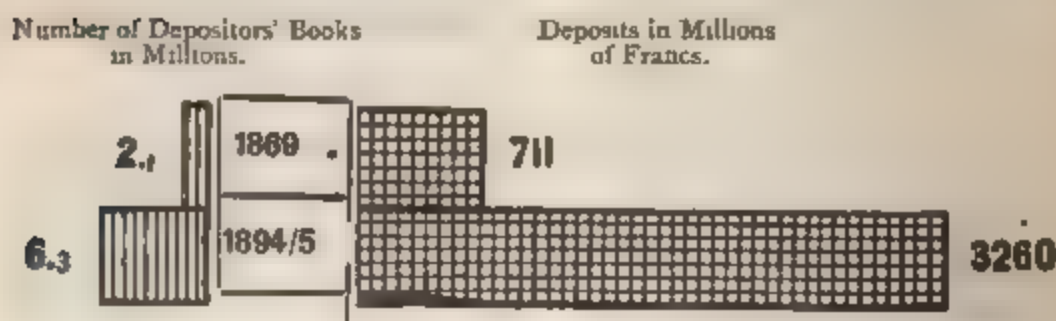 Number of Depositors' Books
in Millions.
Deposits in Millions
of Francs.
2.1
1869
711
6.3
1894/5
3260